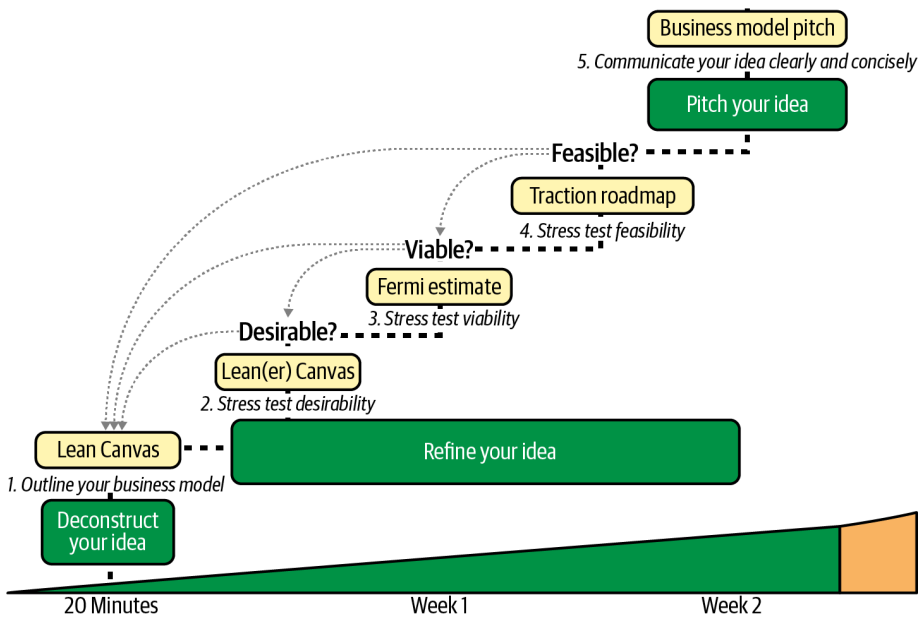 Business model pitch
5. Communicate your idea clearly and concisely
Pitch your idea
Feasible?
Traction roadmap
4. Stress test feasibility
Viable?
Fermi estimate
3. Stress test viability
Desirable?
Lean(er) Canvas
2. Stress test desirability
Lean Canvas
Refine your idea
1. Outline your business model
Deconstruct
your idea
20 Minutes
Week 1
Week 2